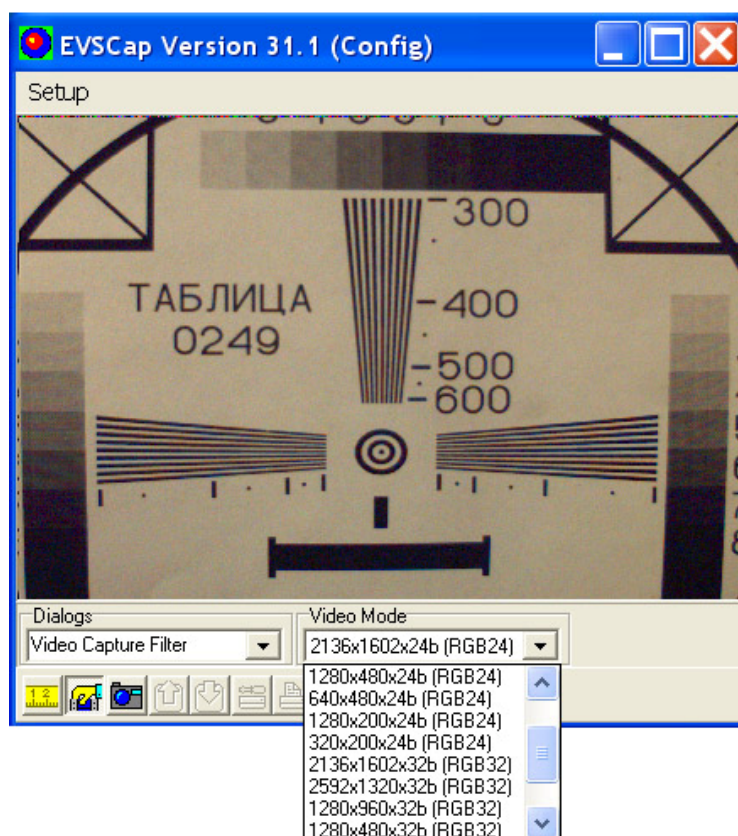 EVSCap Version 31.1 (Config)
Setup
300
ТАБЛИЦА
0249
400
500
600
Dialogs
Video Mode
Video Capture Filter
2136x1602x24b (RGB24)
1280x480x24b (RGB24)
640x480x24b (RGB24)
1280x200x24b (RGB24)
320x200x24b (RGB24)
2136x1602x32b (RGB32)
2592x1320x32b (RGB32)
1280x960x32b (RGB32)
1280x480x32b (RGB32)